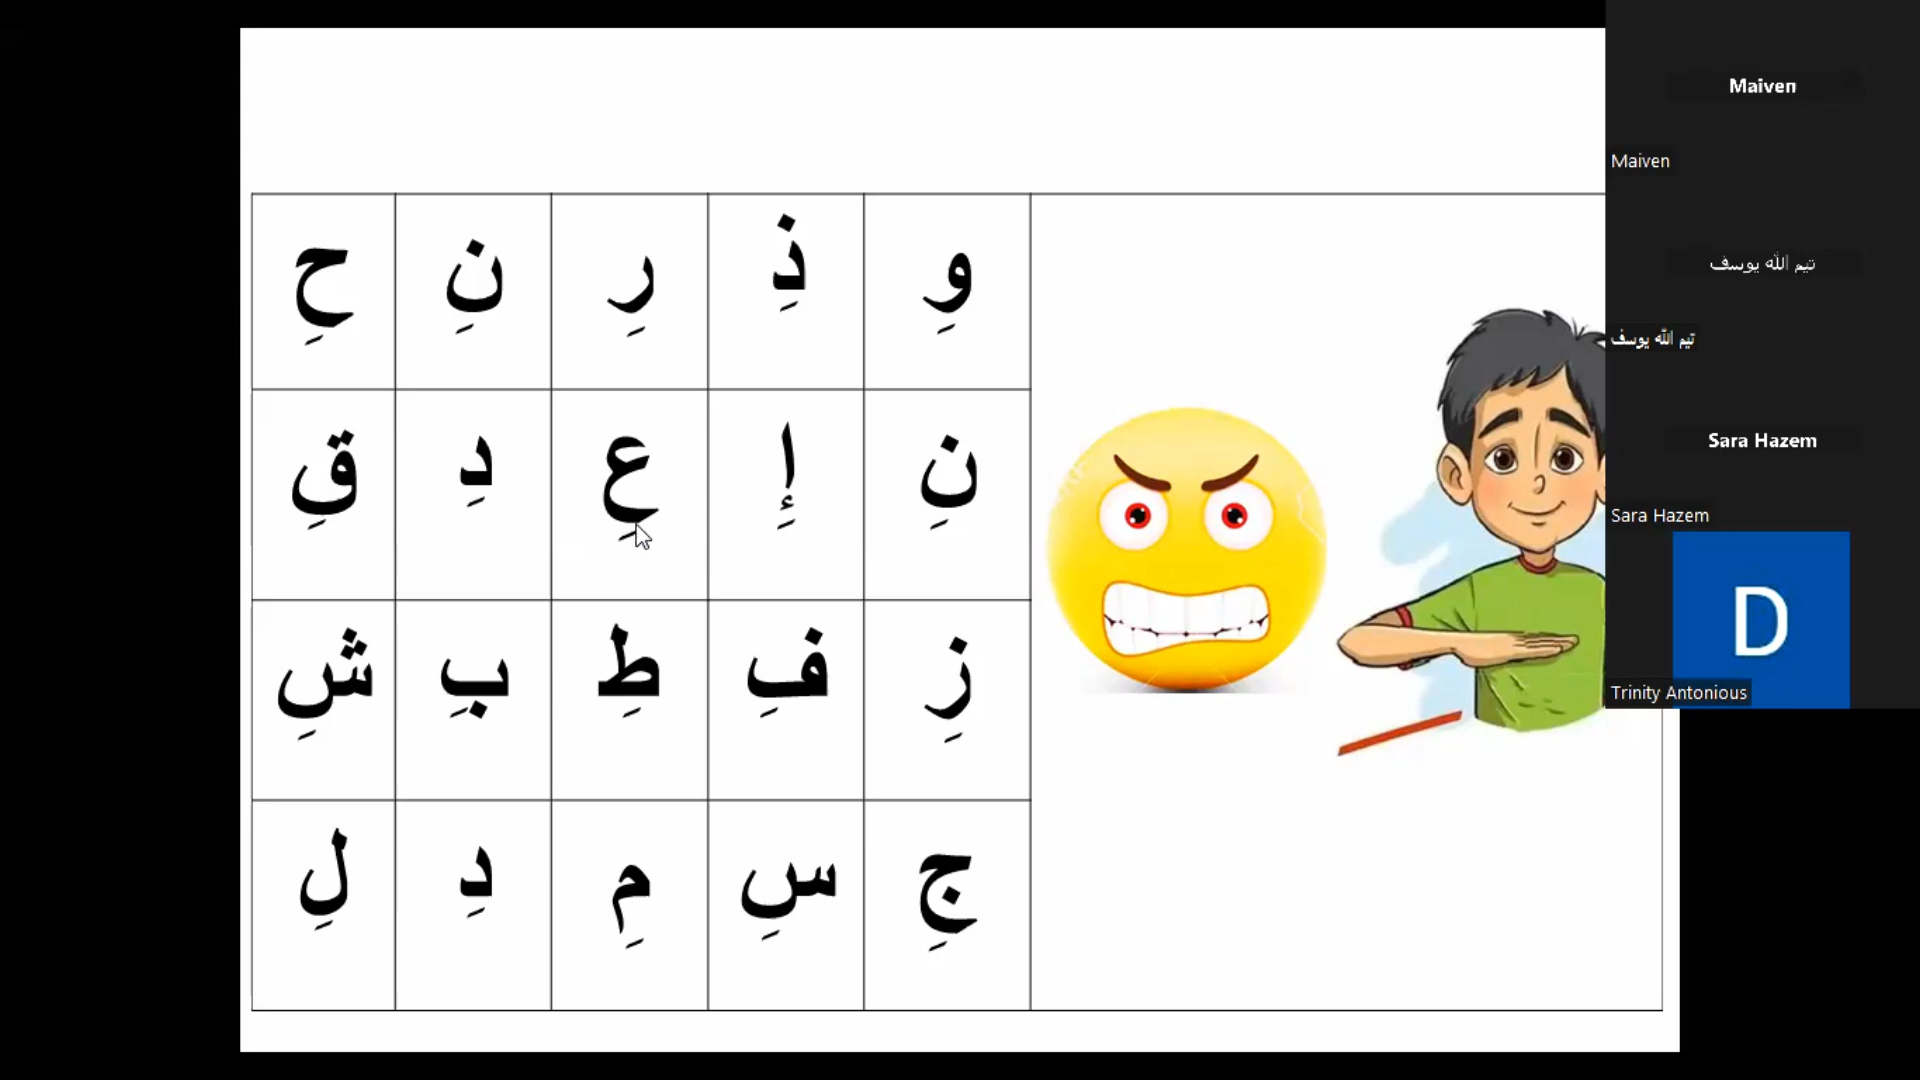 وِ ذِ رِ نِ حِ
نِ إِ عِ دِ قِ
زِ فِ طِ بِ شِ
جِ سِ مِ دِ لِ
Maiven
Maiven
تيم الله يوسف
تيم الله يوسف
Sara Hazem
Sara Hazem
D
Trinity Antonious